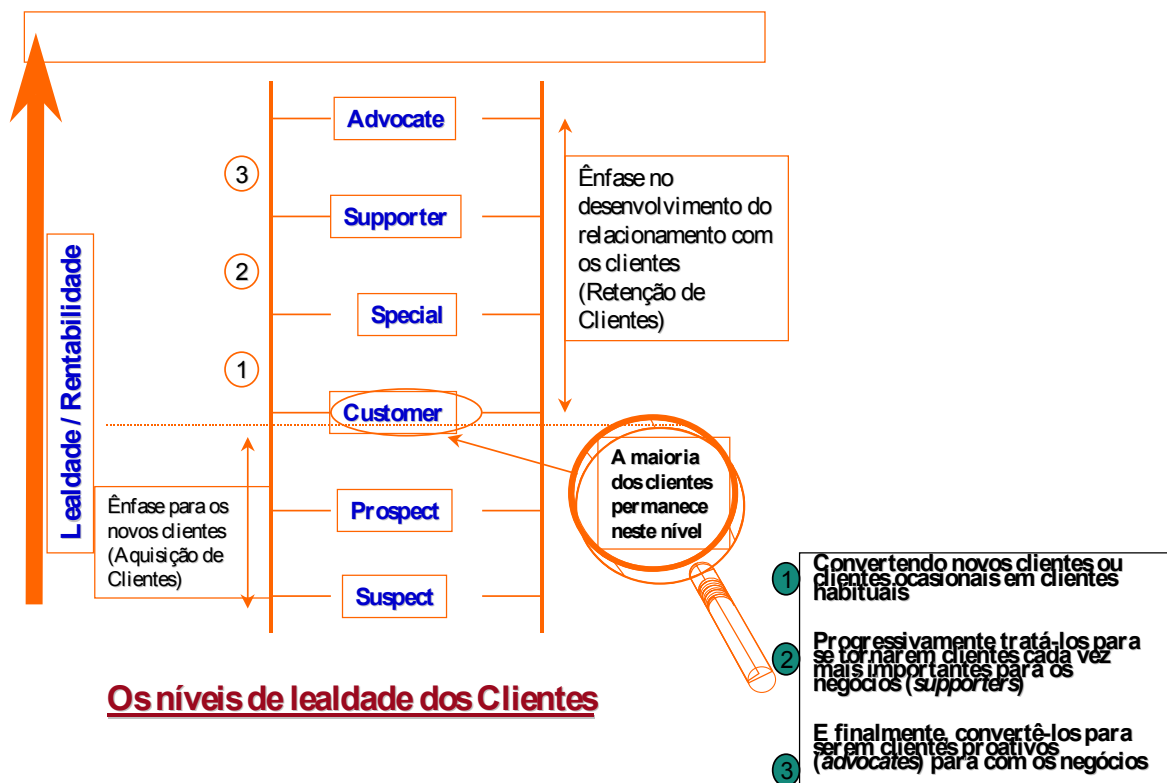 Advocate
3
Supporter
2
Special
1
Customer
Prospect
Suspect
Lealdade / Rentabilidade
Ênfase no
desenvolvimento do
relacionamento com
os clientes
(Retenção de
Clientes)
Ênfase para os
novos clientes
(Aquisição de
Clientes)
A maioria
dos clientes
permanece
neste nível
Os níveis de lealdade dos Clientes
1
Convertendo novos clientes ou
clientes ocasionais em clientes
habituais
2
Progressivamente tratá-los para
se tornarem clientes cada vez
mais importantes para os
negócios (supporters)
3
E finalmente, convertê-los para
serem clientes proativos
(advocates) para com os negócios